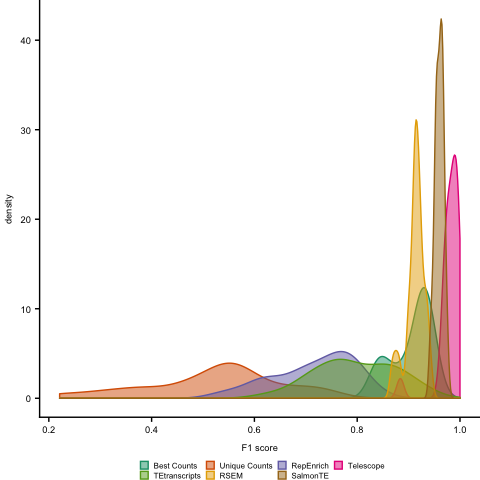 40
30
20
10
0
density
0.2 0.4 0.6 0.8 1.0
F1 score
Best Counts Unique Counts RepEnrich Telescope
TEtranscripts RSEM SalmonTE